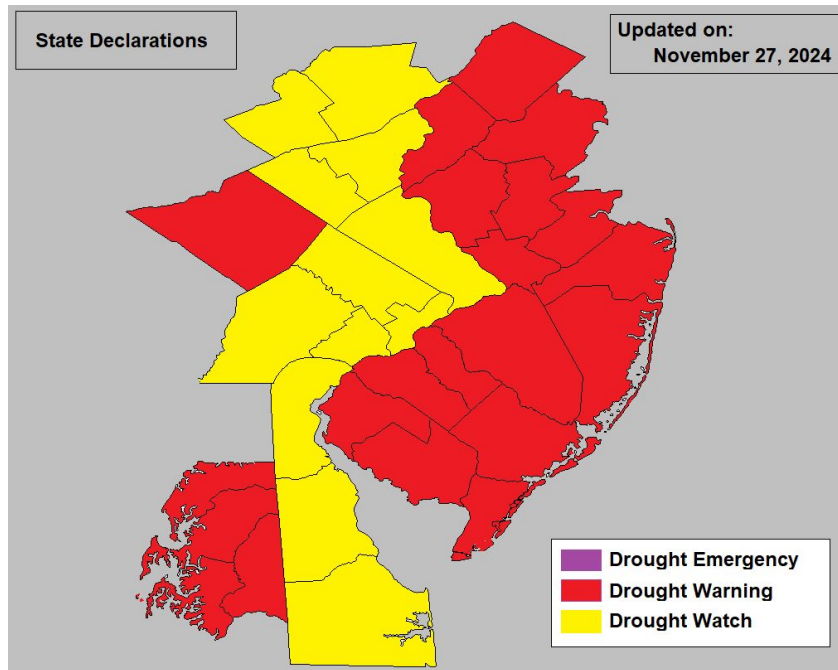 State Declarations
Updated on:
November 27, 2024
Drought Emergency
Drought Warning
Drought Watch